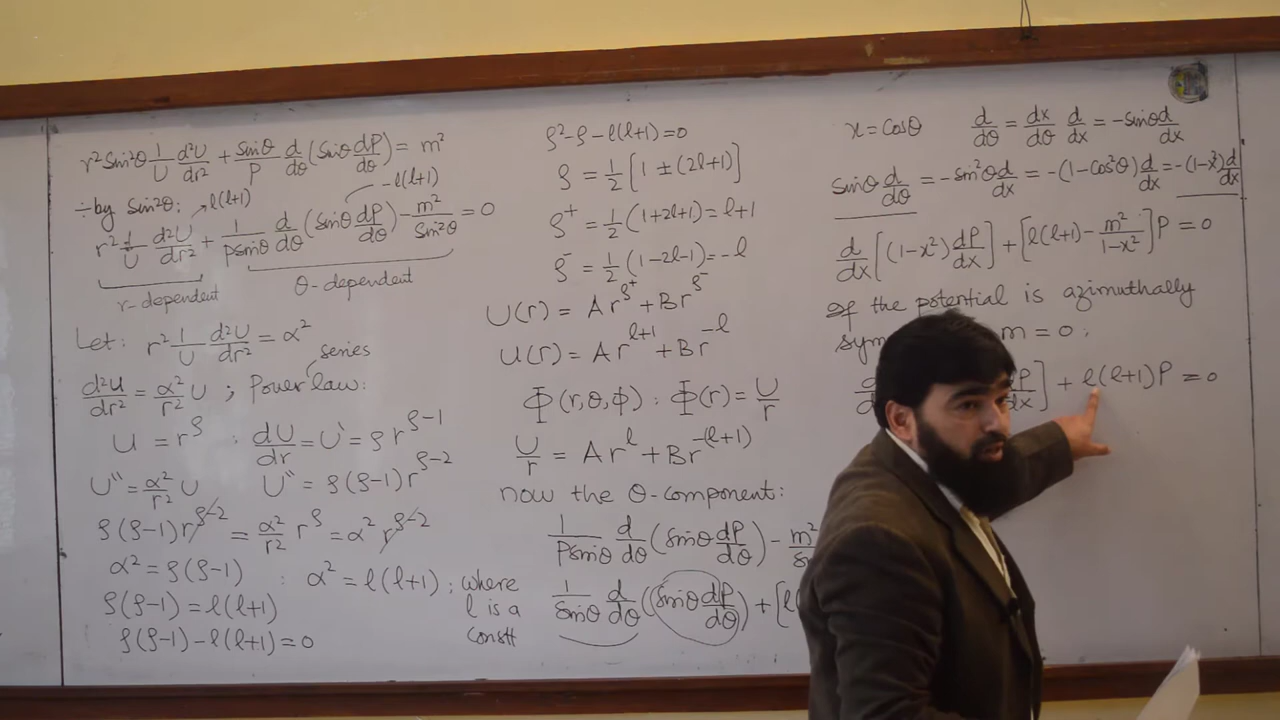 r²Sin²θ 1/U d²U/dr² + Sinθ/P d/dθ (Sinθ dP/dθ) = m²
÷by Sin²θ: l(l+1) -l(l+1)
r² 1/U d²U/dr² + 1/PSinθ d/dθ (Sinθ dP/dθ) - m²/Sin²θ = 0
r-dependent θ-dependent
Let: r² 1/U d²U/dr² = α²
series
d²U/dr² = α²/r² U ; Power law:
U = r^ρ : dU/dr = U' = ρ r^(ρ-1)
U'' = α²/r² U U'' = ρ(ρ-1)r^(ρ-2)
ρ(ρ-1)r^(ρ-2) = α²/r² r^ρ = α² r^(ρ-2)
α² = ρ(ρ-1) : α² = l(l+1) ; where
l is a
constt
ρ(ρ-1) = l(l+1)
ρ(ρ-1) - l(l+1) = 0
ρ² - ρ - l(l+1) = 0
ρ = 1/2 [1 ± (2l+1)]
ρ⁺ = 1/2 (1+2l+1) = l+1
ρ⁻ = 1/2 (1-2l-1) = -l
U(r) = A r^ρ⁺ + B r^ρ⁻
U(r) = A r^(l+1) + B r^(-l)
Φ(r,θ,ϕ) : Φ(r) = U/r
U/r = A r^l + B r^-(l+1)
now the θ-component:
1/PSinθ d/dθ (Sinθ dP/dθ) - m²/
1/Sinθ d/dθ (Sinθ dP/dθ) + [l(
x = Cosθ d/dθ = dx/dθ d/dx = -Sinθ d/dx
Sinθ d/dθ = -Sin²θ d/dx = -(1-Cos²θ) d/dx = -(1-x²) d/dx
d/dx [(1-x²) dP/dx] + [l(l+1) - m²/1-x²] P = 0
If the potential is azimuthally
m = 0 :
dP/dx] + l(l+1)P = 0